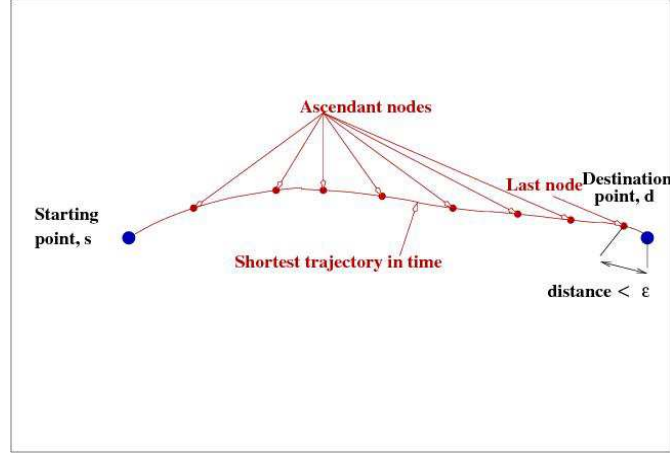 Ascendant nodes
Last node
Destination
point, d
Starting
point, s
Shortest trajectory in time
distance < ε